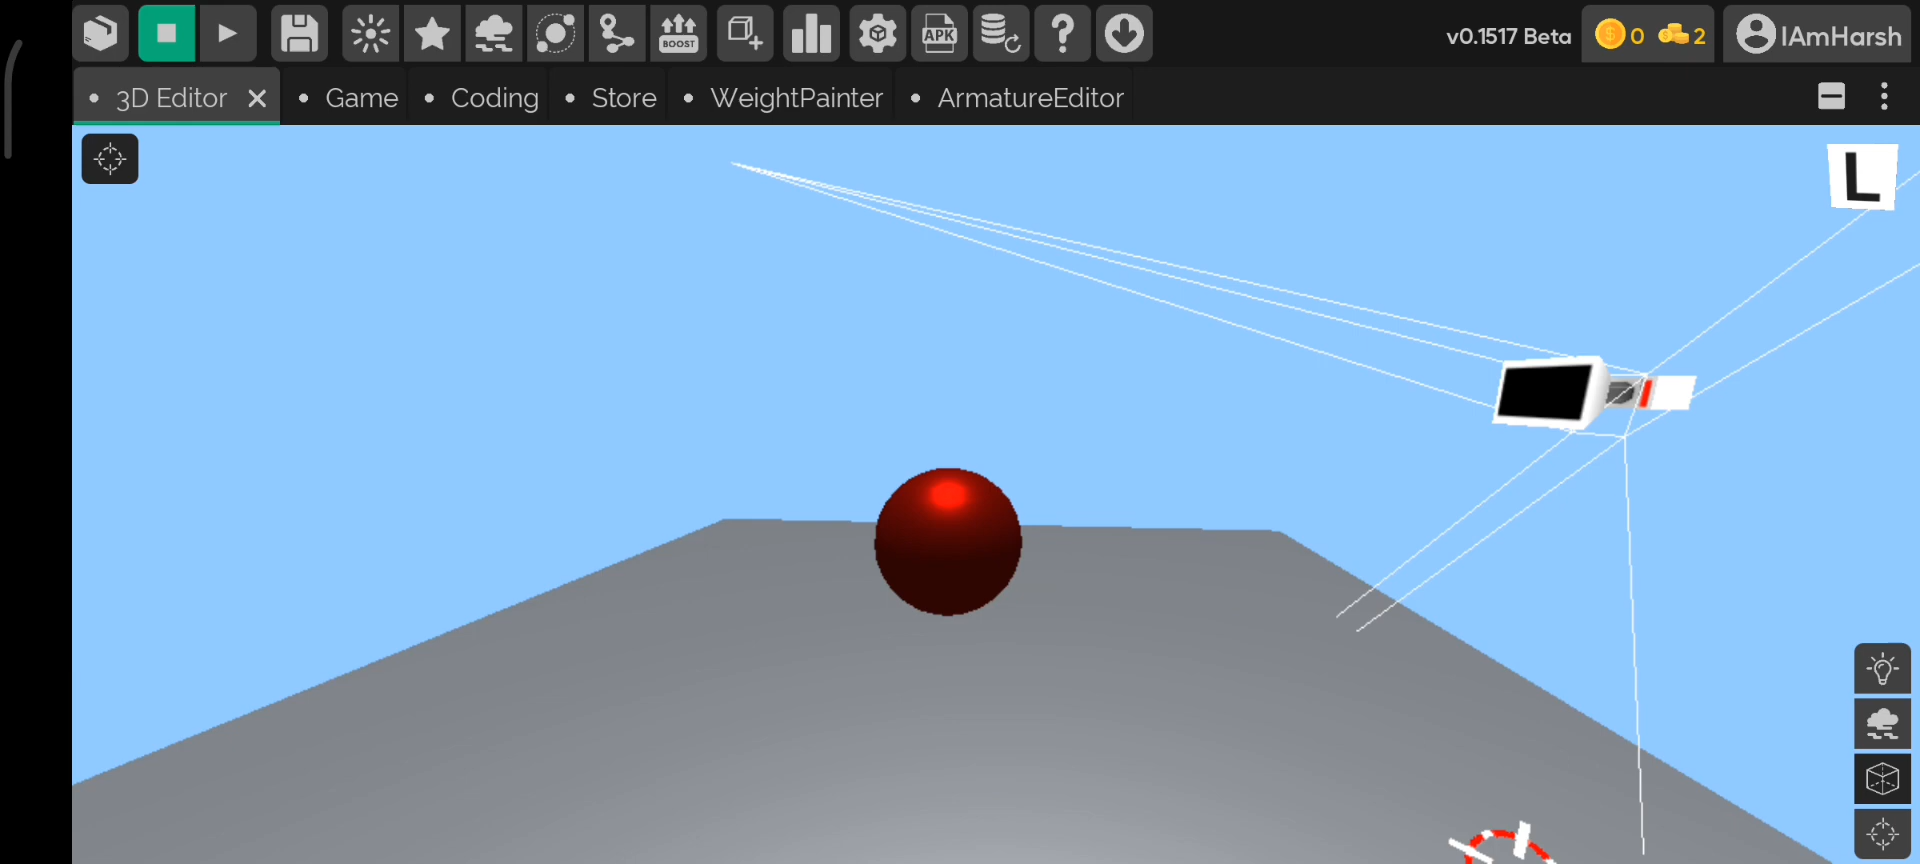 BOOST
APK
v0.1517 Beta
0
2
IAmHarsh
3D Editor
Game
Coding
Store
WeightPainter
ArmatureEditor
L